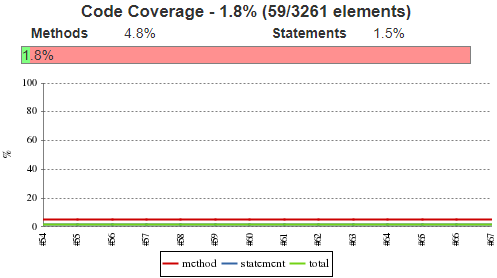 Code Coverage - 1.8% (59/3261 elements)
Methods 4.8% Statements 1.5%
1.8%
100
80
60
40
20
0
%
#54 #55 #56 #57 #58 #59 #60 #61 #62 #63 #64 #65 #66 #67
method statement total